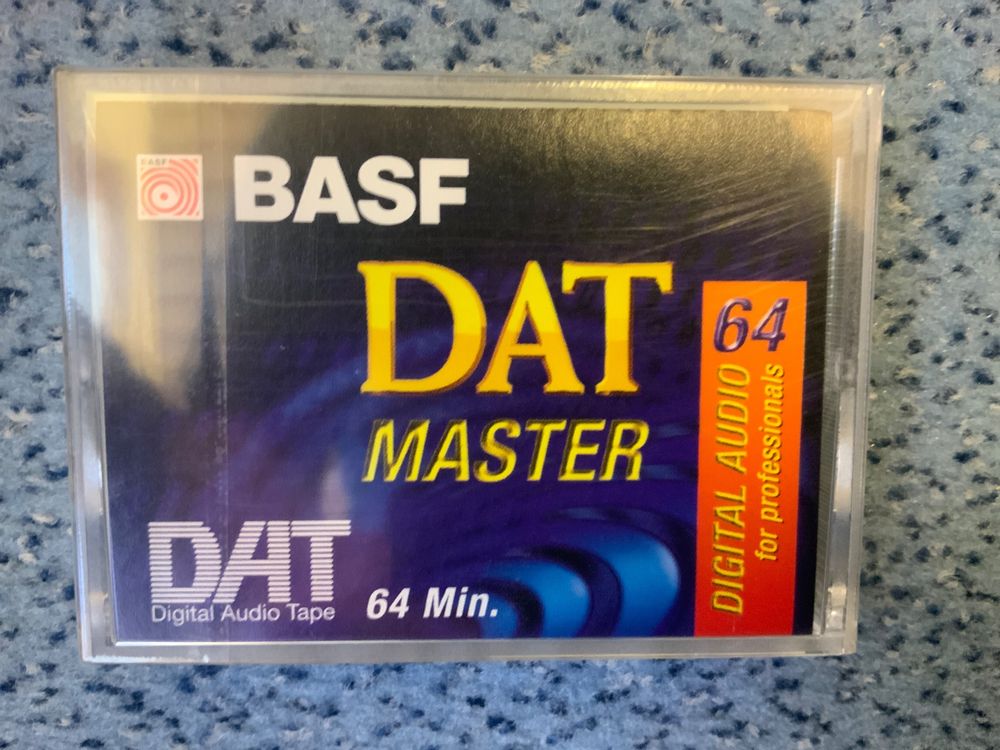 BASF
BASF
DAT
MASTER
64
DIGITAL AUDIO
for professionals
DAT
Digital Audio Tape
64 Min.